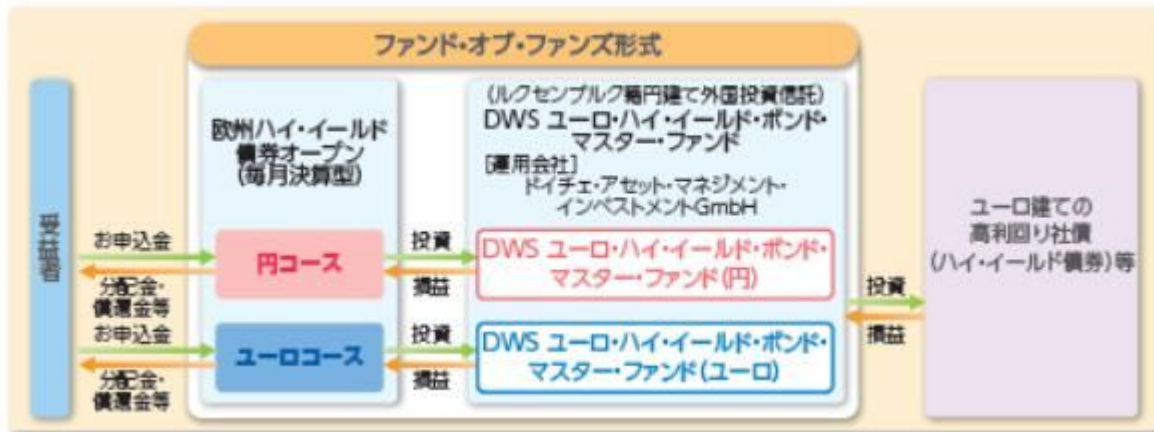 ファンド・オブ・ファンズ形式
受益者
お申込金
分配金・
償還金等
お申込金
分配金・
償還金等
欧州ハイ・イールド
債券オープン
(毎月決算型)
円コース
ユーロコース
投資
損益
投資
損益
(ルクセンブルク籍円建て外国投資信託)
DWS ユーロ・ハイ・イールド・ボンド・
マスター・ファンド
[運用会社]
ドイチェ・アセット・マネジメント・
インベストメントGmbH
DWS ユーロ・ハイ・イールド・ボンド・
マスター・ファンド(円)
DWS ユーロ・ハイ・イールド・ボンド・
マスター・ファンド(ユーロ)
投資
損益
ユーロ建ての
高利回り社債
(ハイ・イールド債券)等